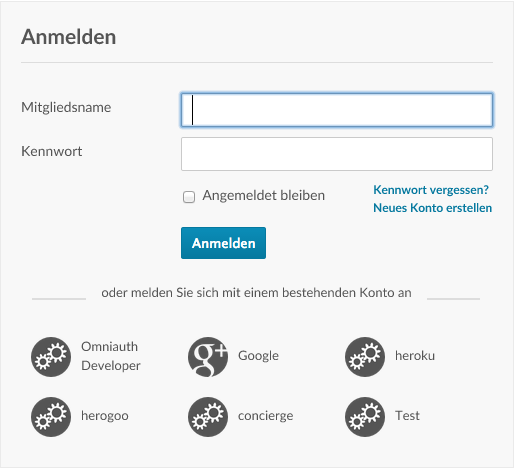 Anmelden
Mitgliedsname
Kennwort
Angemeldet bleiben
Kennwort vergessen?
Neues Konto erstellen
Anmelden
oder melden Sie sich mit einem bestehenden Konto an
Omniauth
Developer
g+
Google
heroku
herogoo
concierge
Test